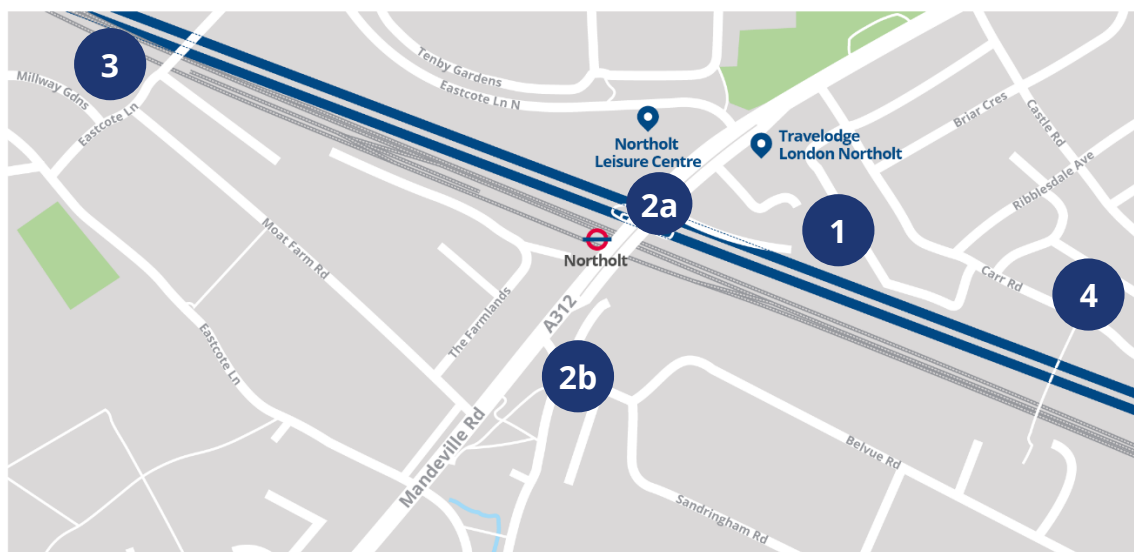 3
Millway Gdns
Eastcote Ln
Tenby Gardens
Eastcote Ln N
Northolt
Leisure Centre
Travelodge
London Northolt
Briar Cres
Castle Rd
Ribblesdale Ave
2a
1
Northolt
Moat Farm Rd
Carr Rd
4
A312
The Farmlands
Eastcote Ln
2b
Mandeville Rd
Belvue Rd
Sandringham Rd